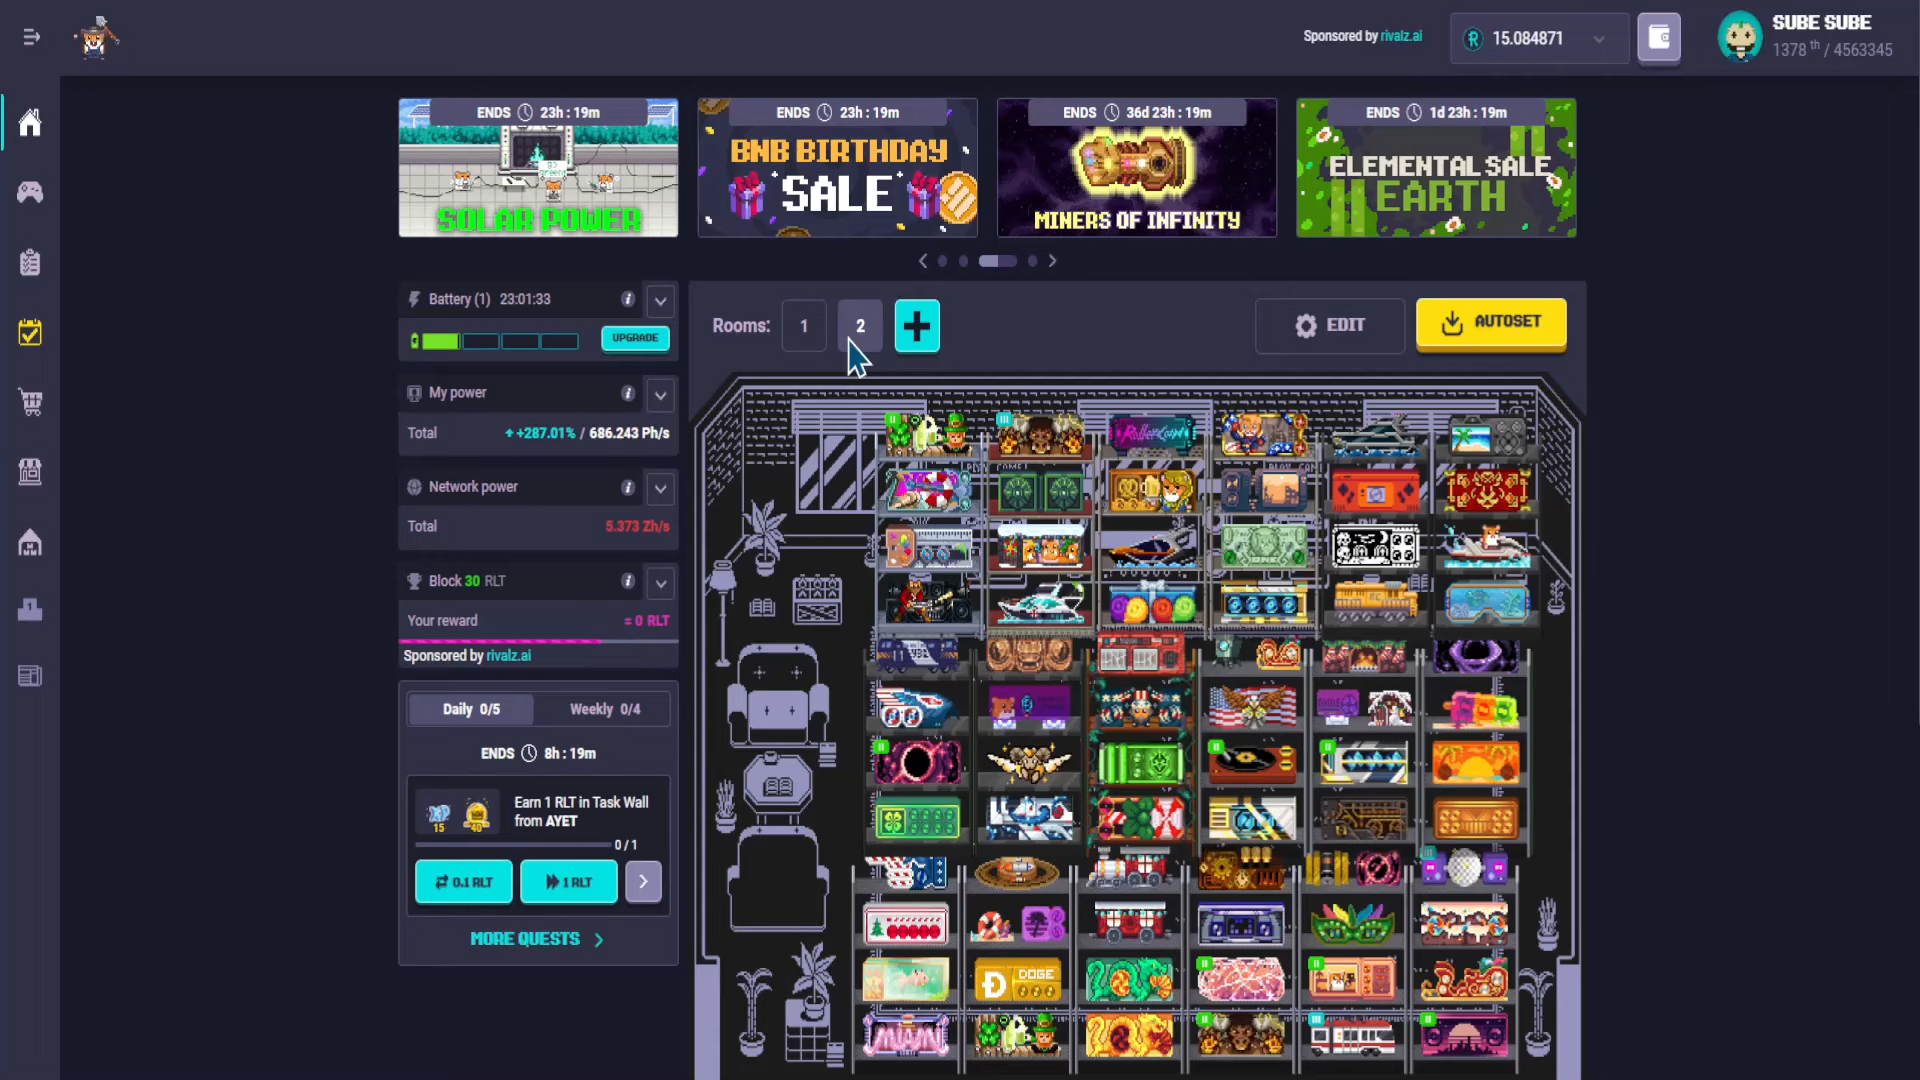 Sponsored by rivalz.ai
15.084871
SUBE SUBE
1378 th / 4563345
ENDS 23h : 19m
SOLAR POWER
ENDS 23h : 19m
BNB BIRTHDAY
SALE
ENDS 36d 23h : 19m
MINERS OF INFINITY
ENDS 1d 23h : 19m
ELEMENTAL SALE
EARTH
Battery (1) 23:01:33
UPGRADE
My power
Total +287.01% / 686.243 Ph/s
Network power
Total 5.373 Zh/s
Block 30 RLT
Your reward = 0 RLT
Sponsored by rivalz.ai
Daily 0/5
Weekly 0/4
ENDS 8h : 19m
XP
15
40
Earn 1 RLT in Task Wall
from AYET
0 / 1
0.1 RLT
1 RLT
MORE QUESTS
Rooms: 1 2
EDIT
AUTOSET
DOGE
MIAMI